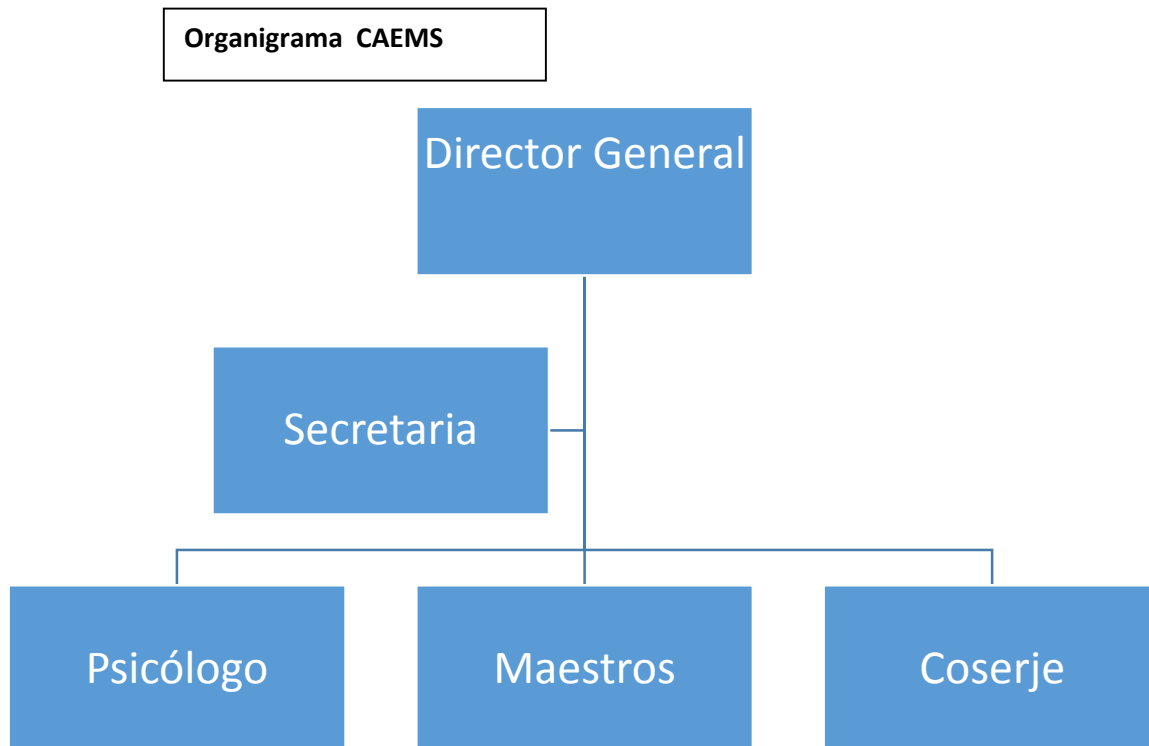 Organigrama CAEMS
Director General
Secretaria
Psicólogo
Maestros
Coserje